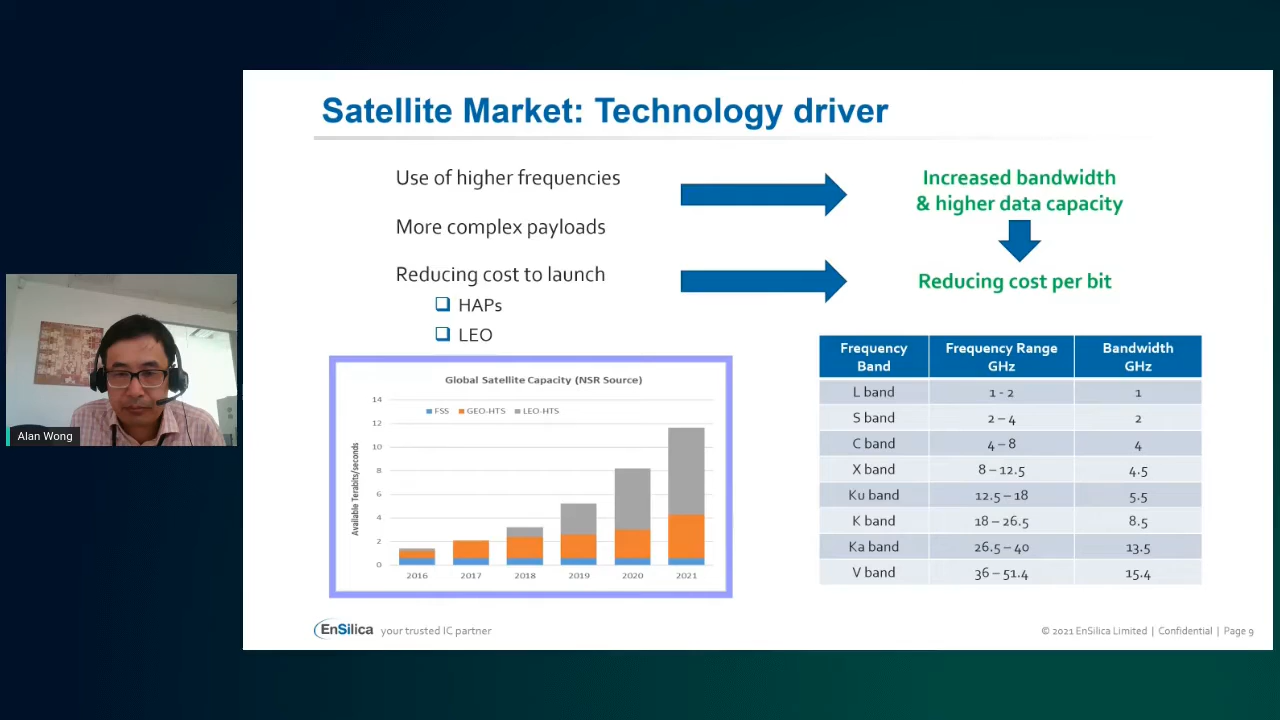 Satellite Market: Technology driver
Use of higher frequencies
More complex payloads
Reducing cost to launch
HAPs
LEO
Increased bandwidth
& higher data capacity
Reducing cost per bit
Global Satellite Capacity (NSR Source)
FSS GEO-HTS LEO-HTS
Available Terabits/seconds
14
12
10
8
6
4
2
0
2016 2017 2018 2019 2020 2021
Frequency Band Frequency Range GHz Bandwidth GHz
L band 1 - 2 1
S band 2 – 4 2
C band 4 – 8 4
X band 8 – 12.5 4.5
Ku band 12.5 – 18 5.5
K band 18 – 26.5 8.5
Ka band 26.5 – 40 13.5
V band 36 – 51.4 15.4
Alan Wong
EnSilica your trusted IC partner
© 2021 EnSilica Limited | Confidential | Page 9